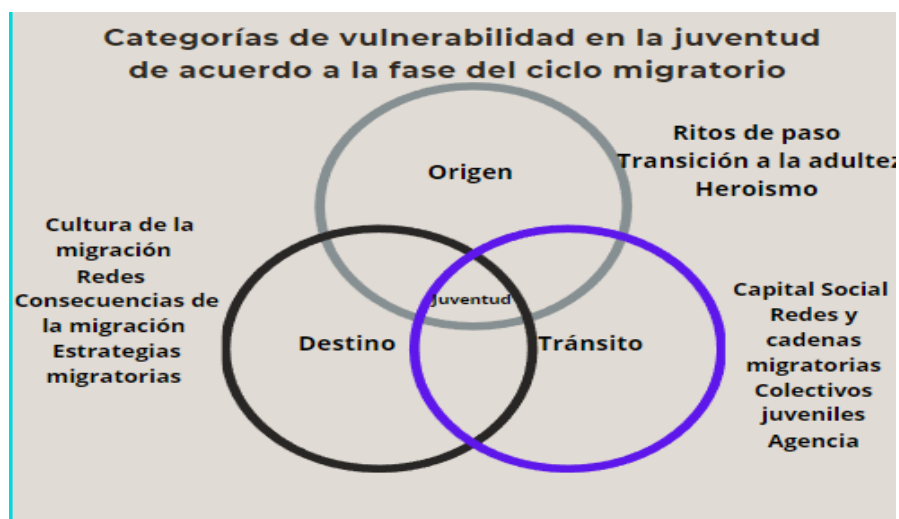 Categorías de vulnerabilidad en la juventud
de acuerdo a la fase del ciclo migratorio
Origen
Ritos de paso
Transición a la adultez
Heroismo
Cultura de la
migración
Redes
Consecuencias de
la migración
Estrategias
migratorias
Juventud
Destino
Tránsito
Capital Social
Redes y
cadenas
migratorias
Colectivos
juveniles
Agencia